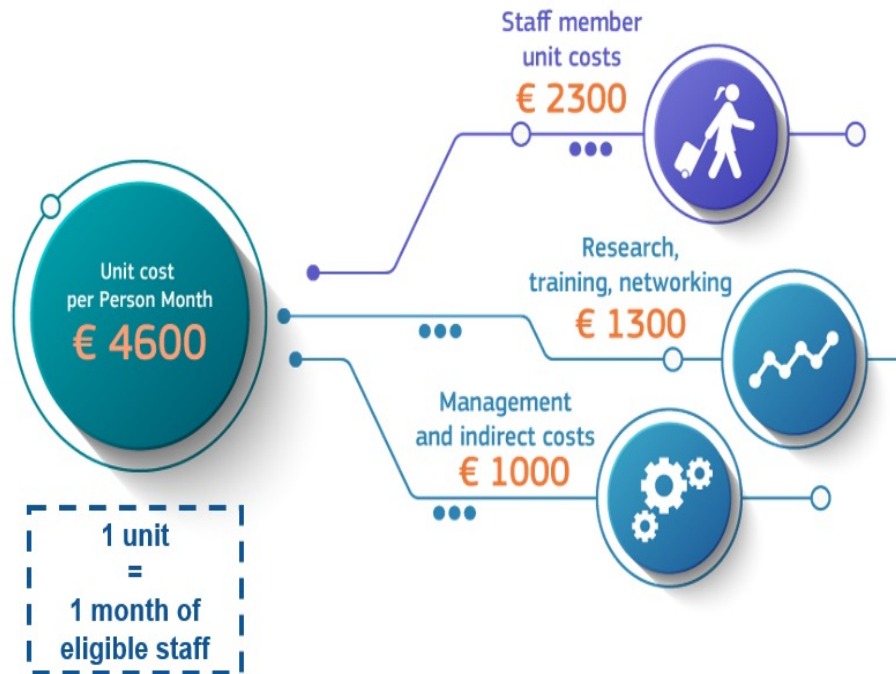 Staff member
unit costs
€ 2300
Unit cost
per Person Month
€ 4600
Research,
training, networking
€ 1300
Management
and indirect costs
€ 1000
1 unit
=
1 month of
eligible staff